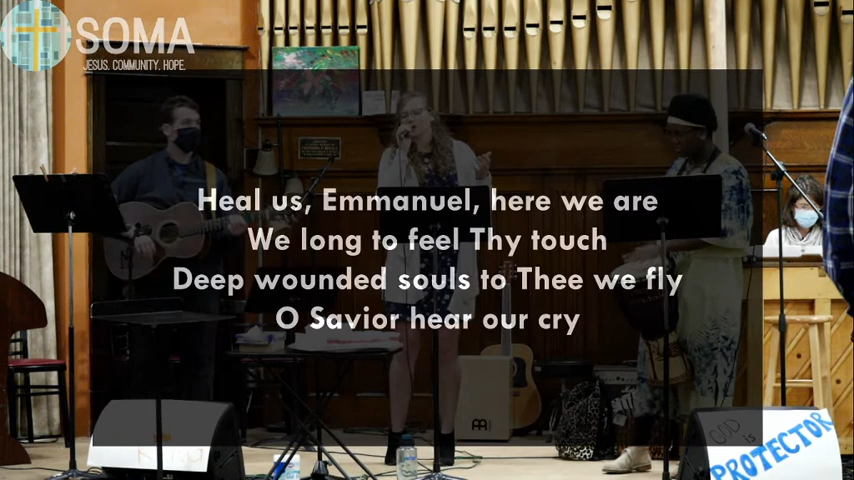 SOMA
JESUS. COMMUNITY. HOPE.
Heal us, Emmanuel, here we are
We long to feel Thy touch
Deep wounded souls to Thee we fly
O Savior hear our cry
KING
GOD
is
PROTECTOR